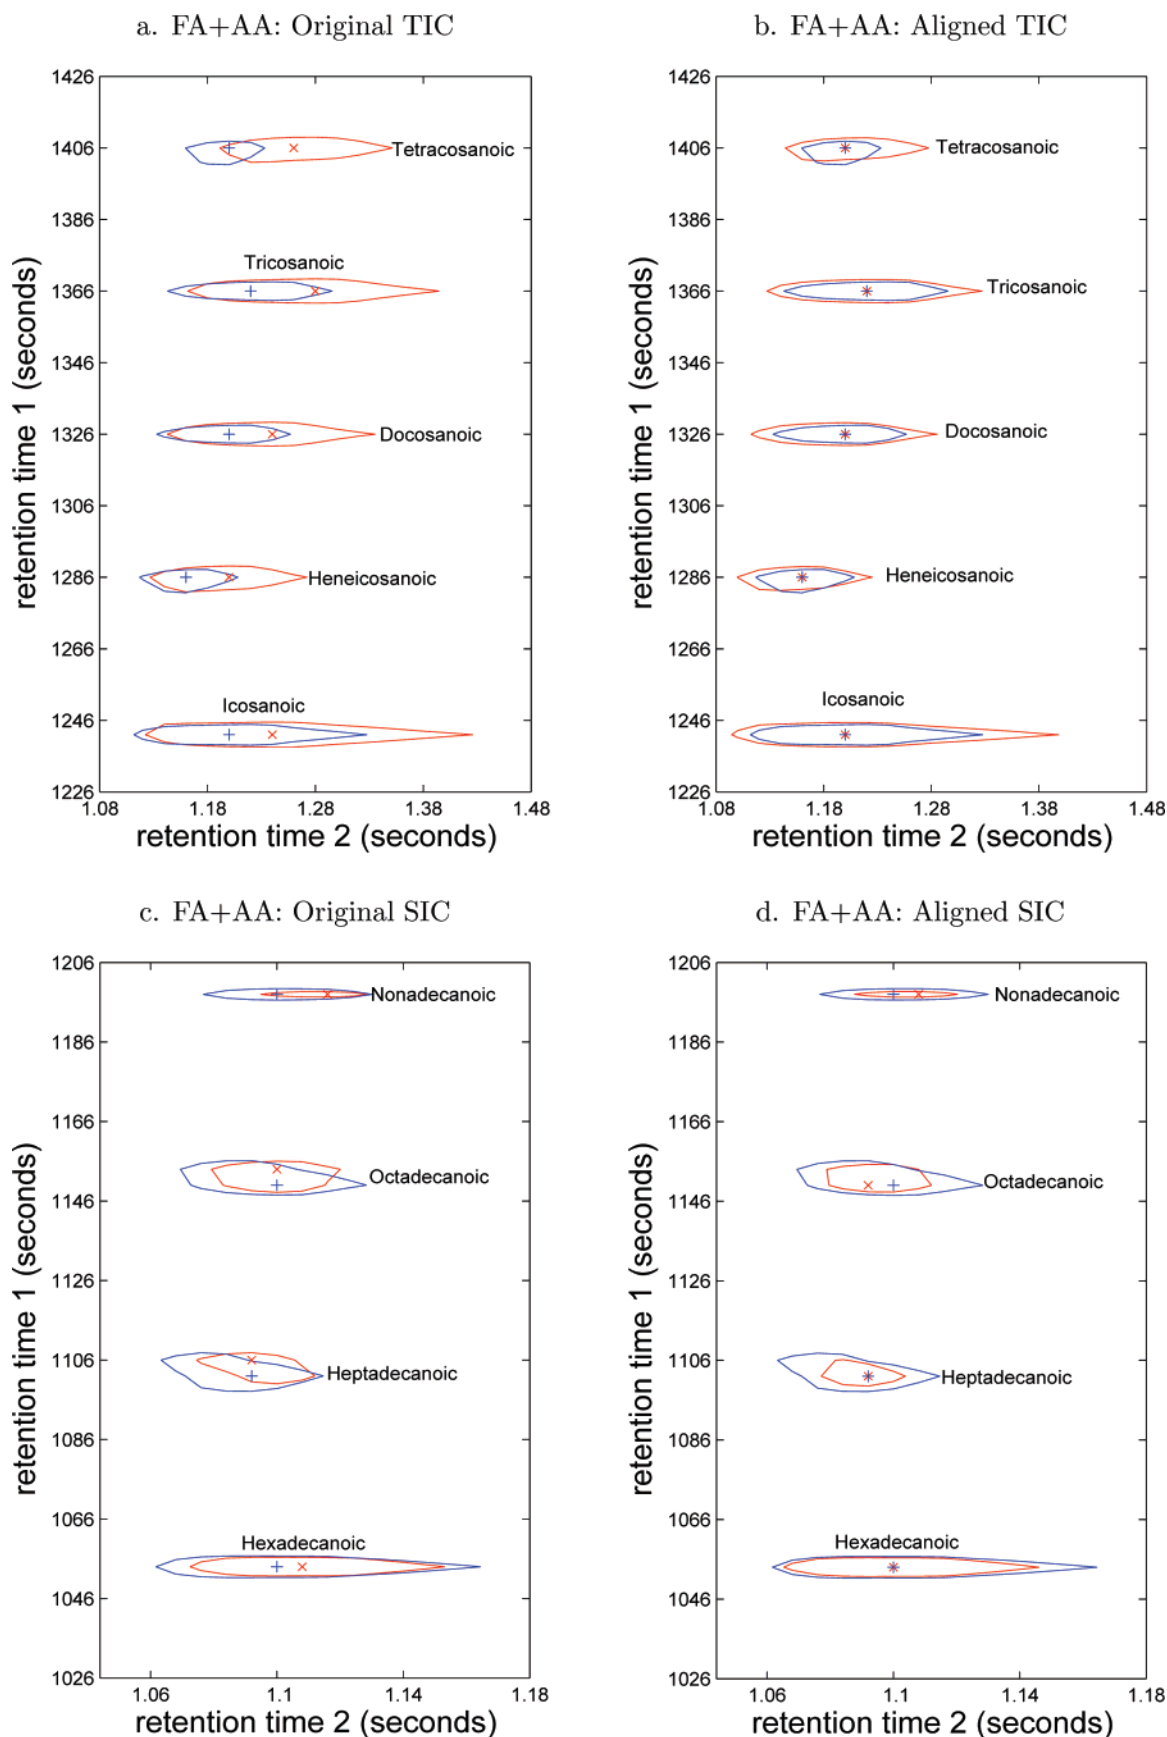 a. FA+AA: Original TIC
1426
1406
1386
1366
1346
1326
1306
1286
1266
1246
1226
retention time 1 (seconds)
Tetracosanoic
Tricosanoic
Docosanoic
Heneicosanoic
Icosanoic
1.08 1.18 1.28 1.38 1.48
retention time 2 (seconds)
b. FA+AA: Aligned TIC
1426
1406
1386
1366
1346
1326
1306
1286
1266
1246
1226
retention time 1 (seconds)
Tetracosanoic
Tricosanoic
Docosanoic
Heneicosanoic
Icosanoic
1.08 1.18 1.28 1.38 1.48
retention time 2 (seconds)
c. FA+AA: Original SIC
1206
1186
1166
1146
1126
1106
1086
1066
1046
1026
retention time 1 (seconds)
Nonadecanoic
Octadecanoic
Heptadecanoic
Hexadecanoic
1.06 1.1 1.14 1.18
retention time 2 (seconds)
d. FA+AA: Aligned SIC
1206
1186
1166
1146
1126
1106
1086
1066
1046
1026
retention time 1 (seconds)
Nonadecanoic
Octadecanoic
Heptadecanoic
Hexadecanoic
1.06 1.1 1.14 1.18
retention time 2 (seconds)